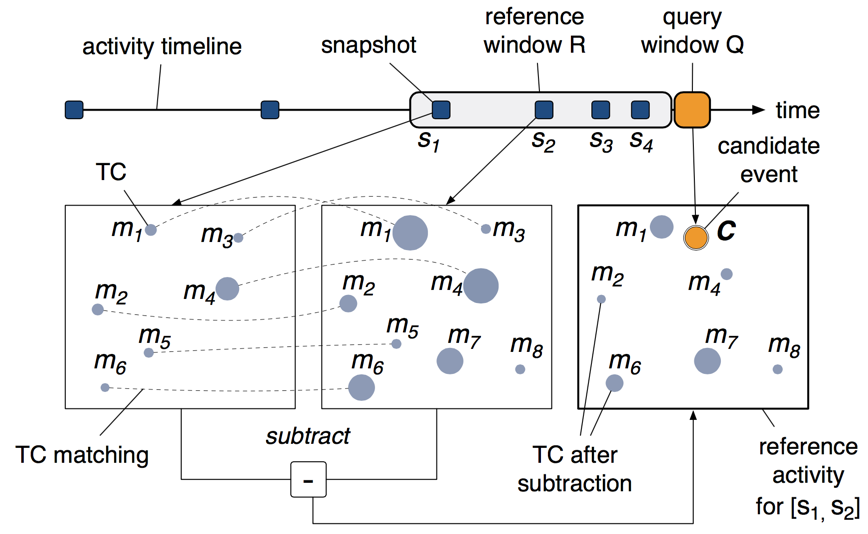 activity timeline
snapshot
reference
window R
query
window Q
time
s1
s2
s3
s4
candidate
event
TC
m1
m3
m4
m2
m5
m6
m1
m3
m4
m2
m5
m7
m8
m6
m1
C
m2
m4
m7
m8
m6
TC matching
subtract
-
TC after
subtraction
reference
activity
for [s1, s2]